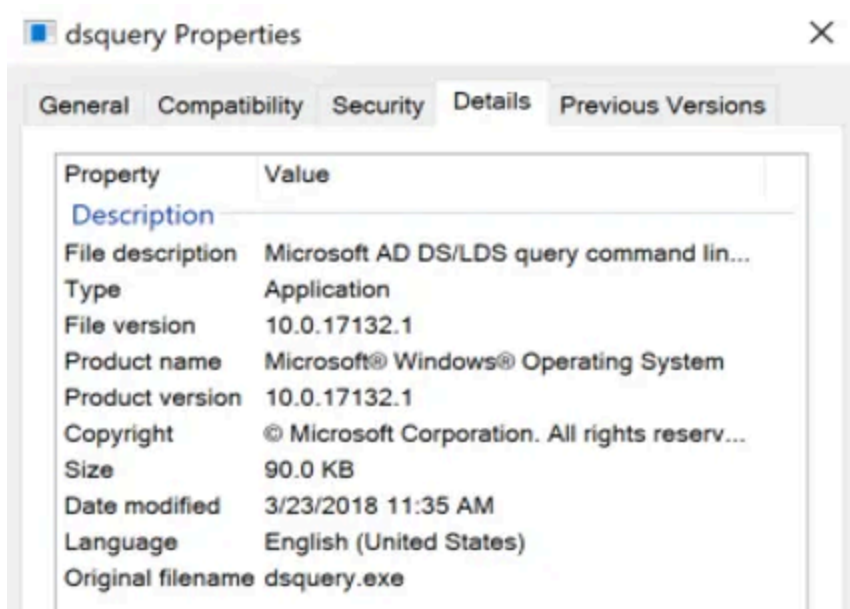 dsquery Properties
General Compatibility Security Details Previous Versions
Property Value
Description
File description Microsoft AD DS/LDS query command lin...
Type Application
File version 10.0.17132.1
Product name Microsoft® Windows® Operating System
Product version 10.0.17132.1
Copyright © Microsoft Corporation. All rights reserv...
Size 90.0 KB
Date modified 3/23/2018 11:35 AM
Language English (United States)
Original filename dsquery.exe